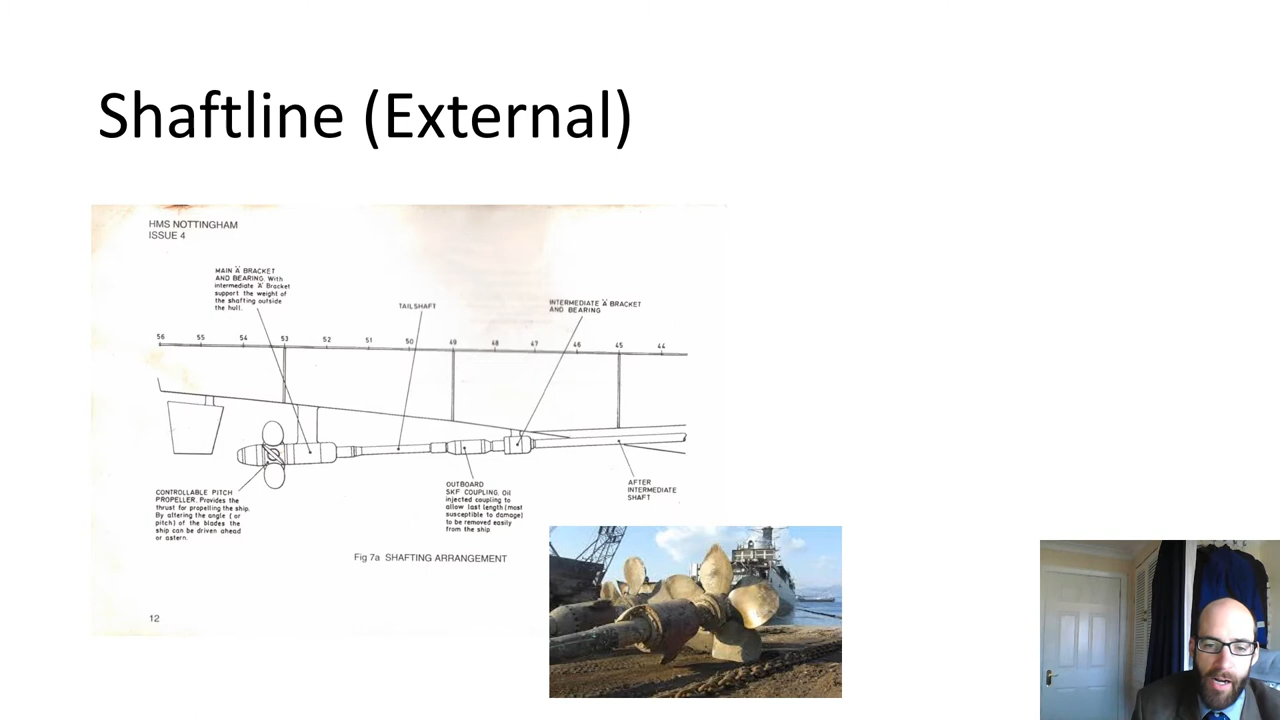 Shaftline (External)
HMS NOTTINGHAM
ISSUE 4
MAIN 'A' BRACKET
AND BEARING. With
intermediate 'A' Bracket
support the weight of
the shafting outside
the hull.
TAILSHAFT
INTERMEDIATE 'A' BRACKET
AND BEARING
56 55 54 53 52 51 50 49 48 47 46 45 44
CONTROLLABLE PITCH
PROPELLER. Provides the
thrust for propelling the ship.
By altering the angle (or
pitch) of the blades the
ship can be driven ahead
or astern.
OUTBOARD
SKF COUPLING. Oil
injected coupling to
allow last length (most
susceptible to damage)
to be removed easily
from the ship
AFTER
INTERMEDIATE
SHAFT
Fig 7a SHAFTING ARRANGEMENT
12